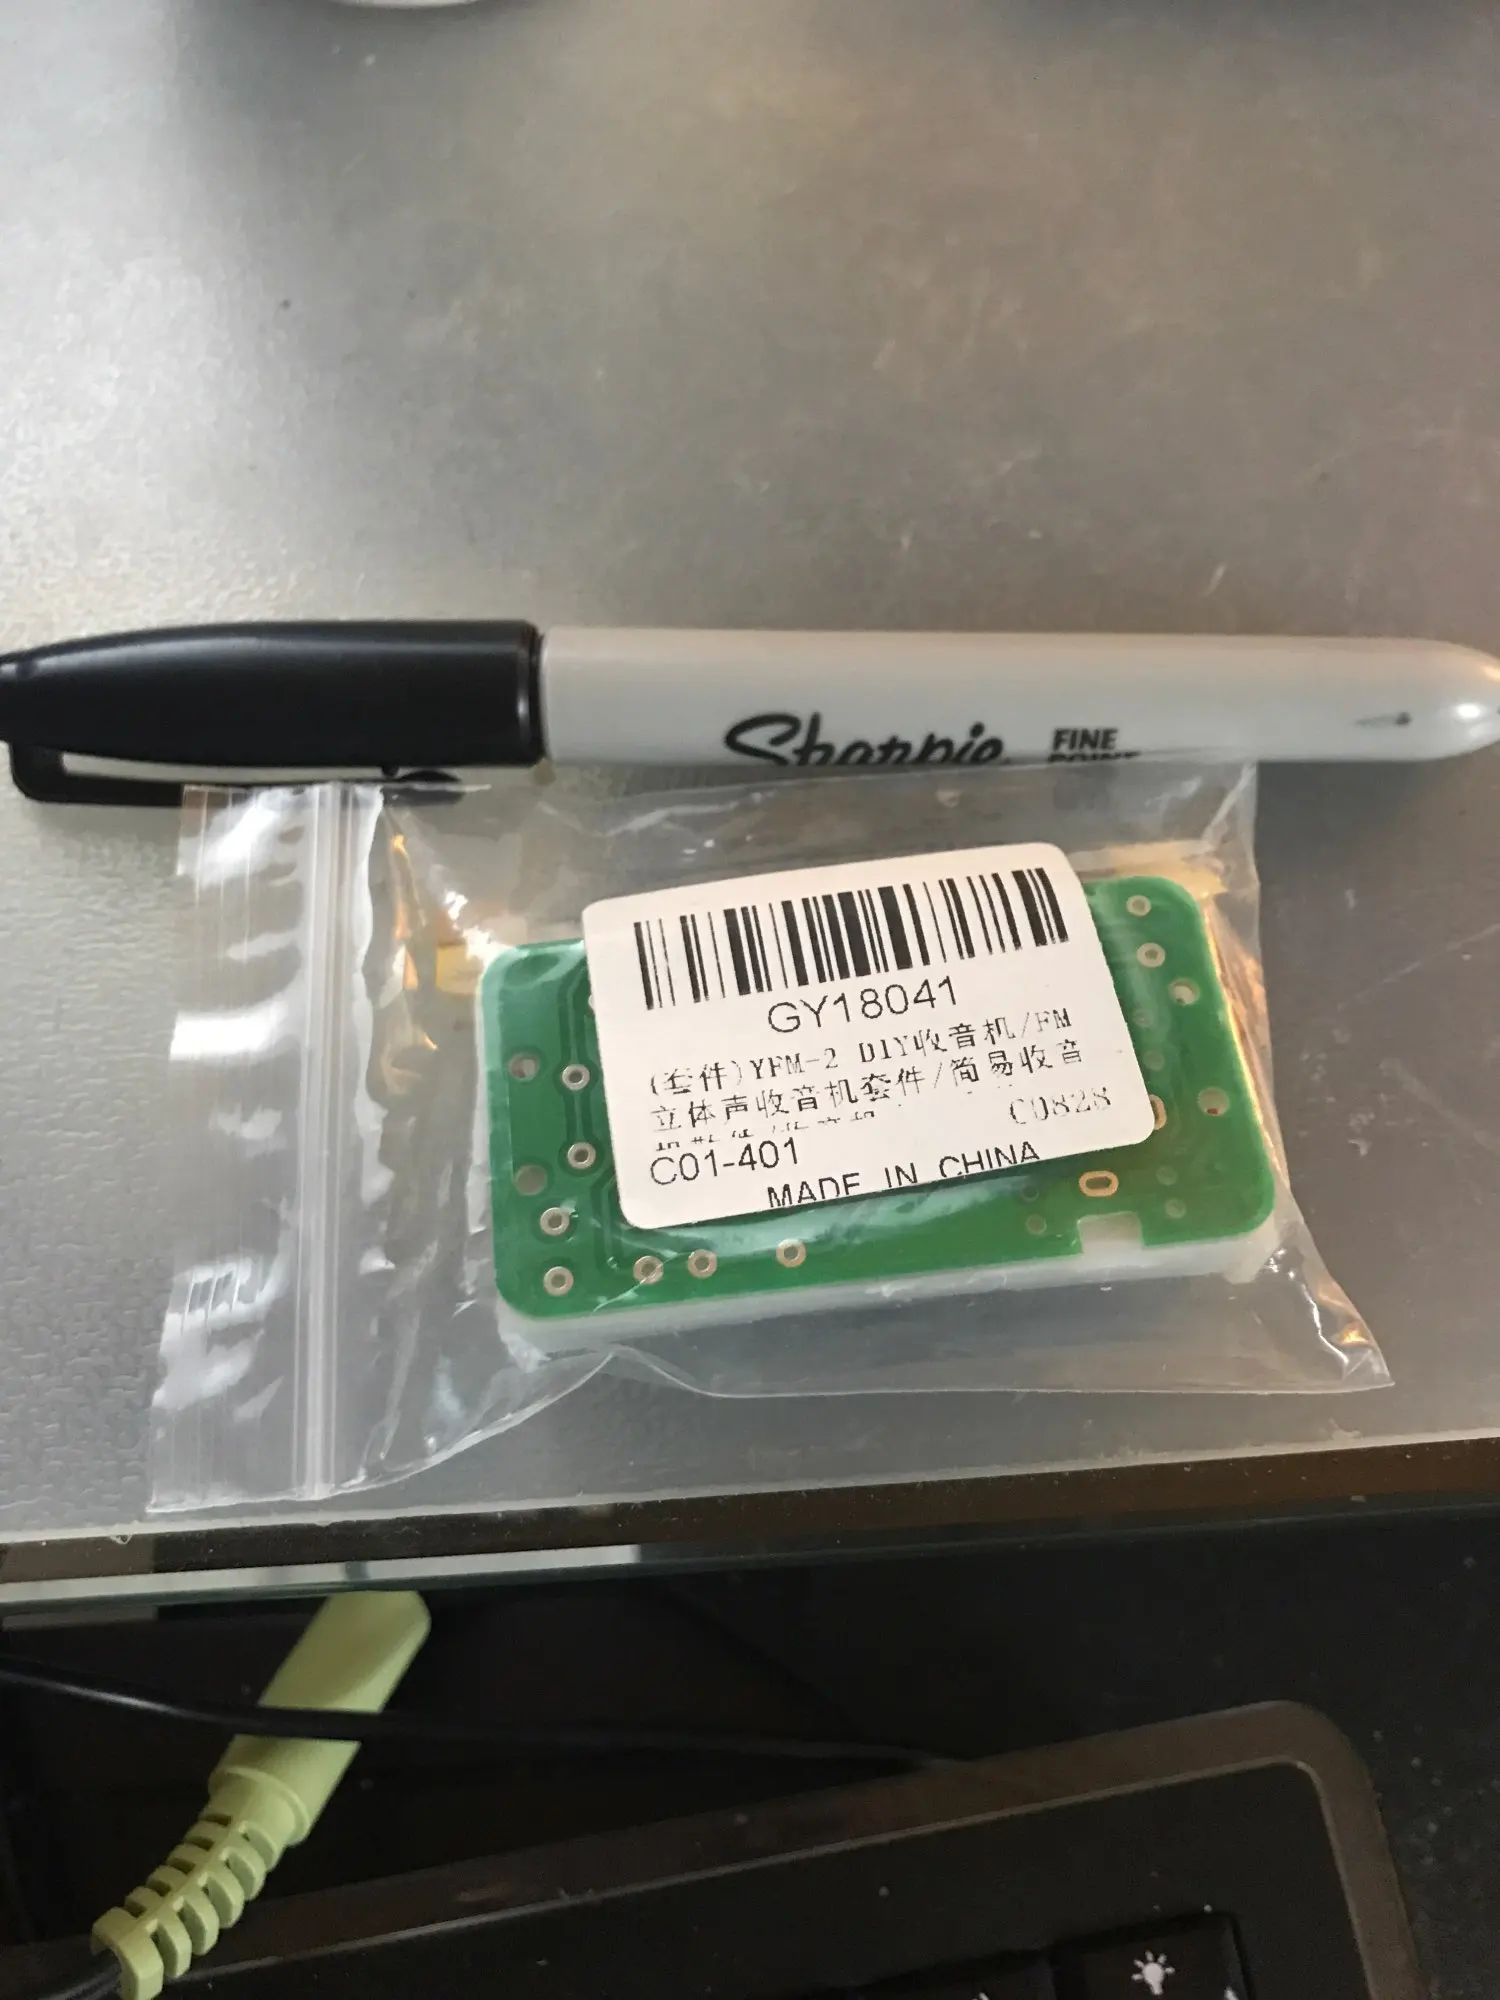 Sharpie
FINE
POINT
GY18041
(套件)YFM-2 DIY收音机/FM
立体声收音机套件/简易收音
C0828
C01-401
MADE IN CHINA